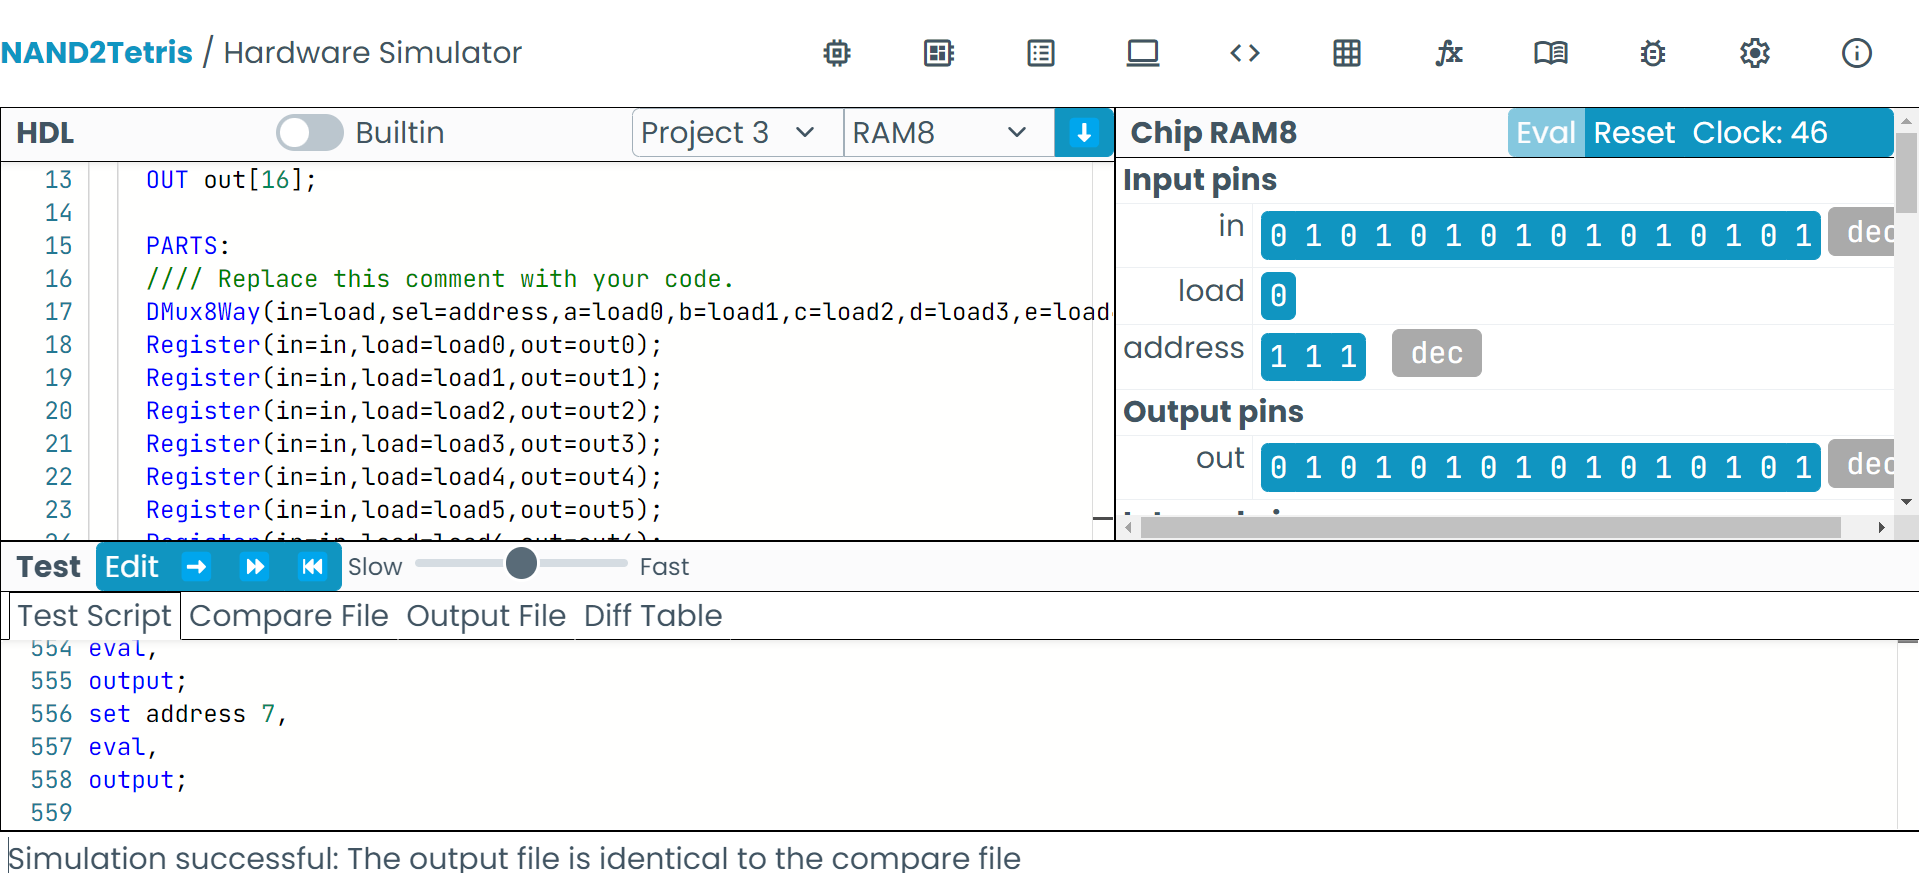 NAND2Tetris / Hardware Simulator
HDL Builtin Project 3 RAM8
13 OUT out[16];
14
15 PARTS:
16 //// Replace this comment with your code.
17 DMux8Way(in=load,sel=address,a=load0,b=load1,c=load2,d=load3,e=load
18 Register(in=in,load=load0,out=out0);
19 Register(in=in,load=load1,out=out1);
20 Register(in=in,load=load2,out=out2);
21 Register(in=in,load=load3,out=out3);
22 Register(in=in,load=load4,out=out4);
23 Register(in=in,load=load5,out=out5);
24 Register(in=in,load=load6,out=out6);
Chip RAM8 Eval Reset Clock: 46
Input pins
in 0 1 0 1 0 1 0 1 0 1 0 1 0 1 0 1 dec
load 0
address 1 1 1 dec
Output pins
out 0 1 0 1 0 1 0 1 0 1 0 1 0 1 0 1 dec
Test Edit Slow Fast
Test Script Compare File Output File Diff Table
554 eval,
555 output;
556 set address 7,
557 eval,
558 output;
559
Simulation successful: The output file is identical to the compare file